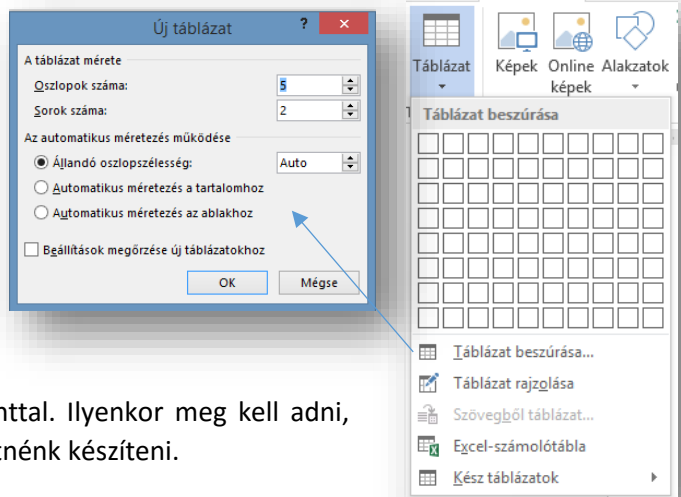 Új táblázat
?
A táblázat mérete
Oszlopok száma:
5
Sorok száma:
2
Az automatikus méretezés működése
Állandó oszlopszélesség:
Auto
Automatikus méretezés a tartalomhoz
Automatikus méretezés az ablakhoz
Beállítások megőrzése új táblázatokhoz
OK Mégse
Táblázat
Képek
Online képek
Alakzatok
Táblázat beszúrása
Táblázat beszúrása...
Táblázat rajzolása
Szövegből táblázat...
Excel-számolótábla
Kész táblázatok
Ilyenkor meg kell adni,
készíteni.